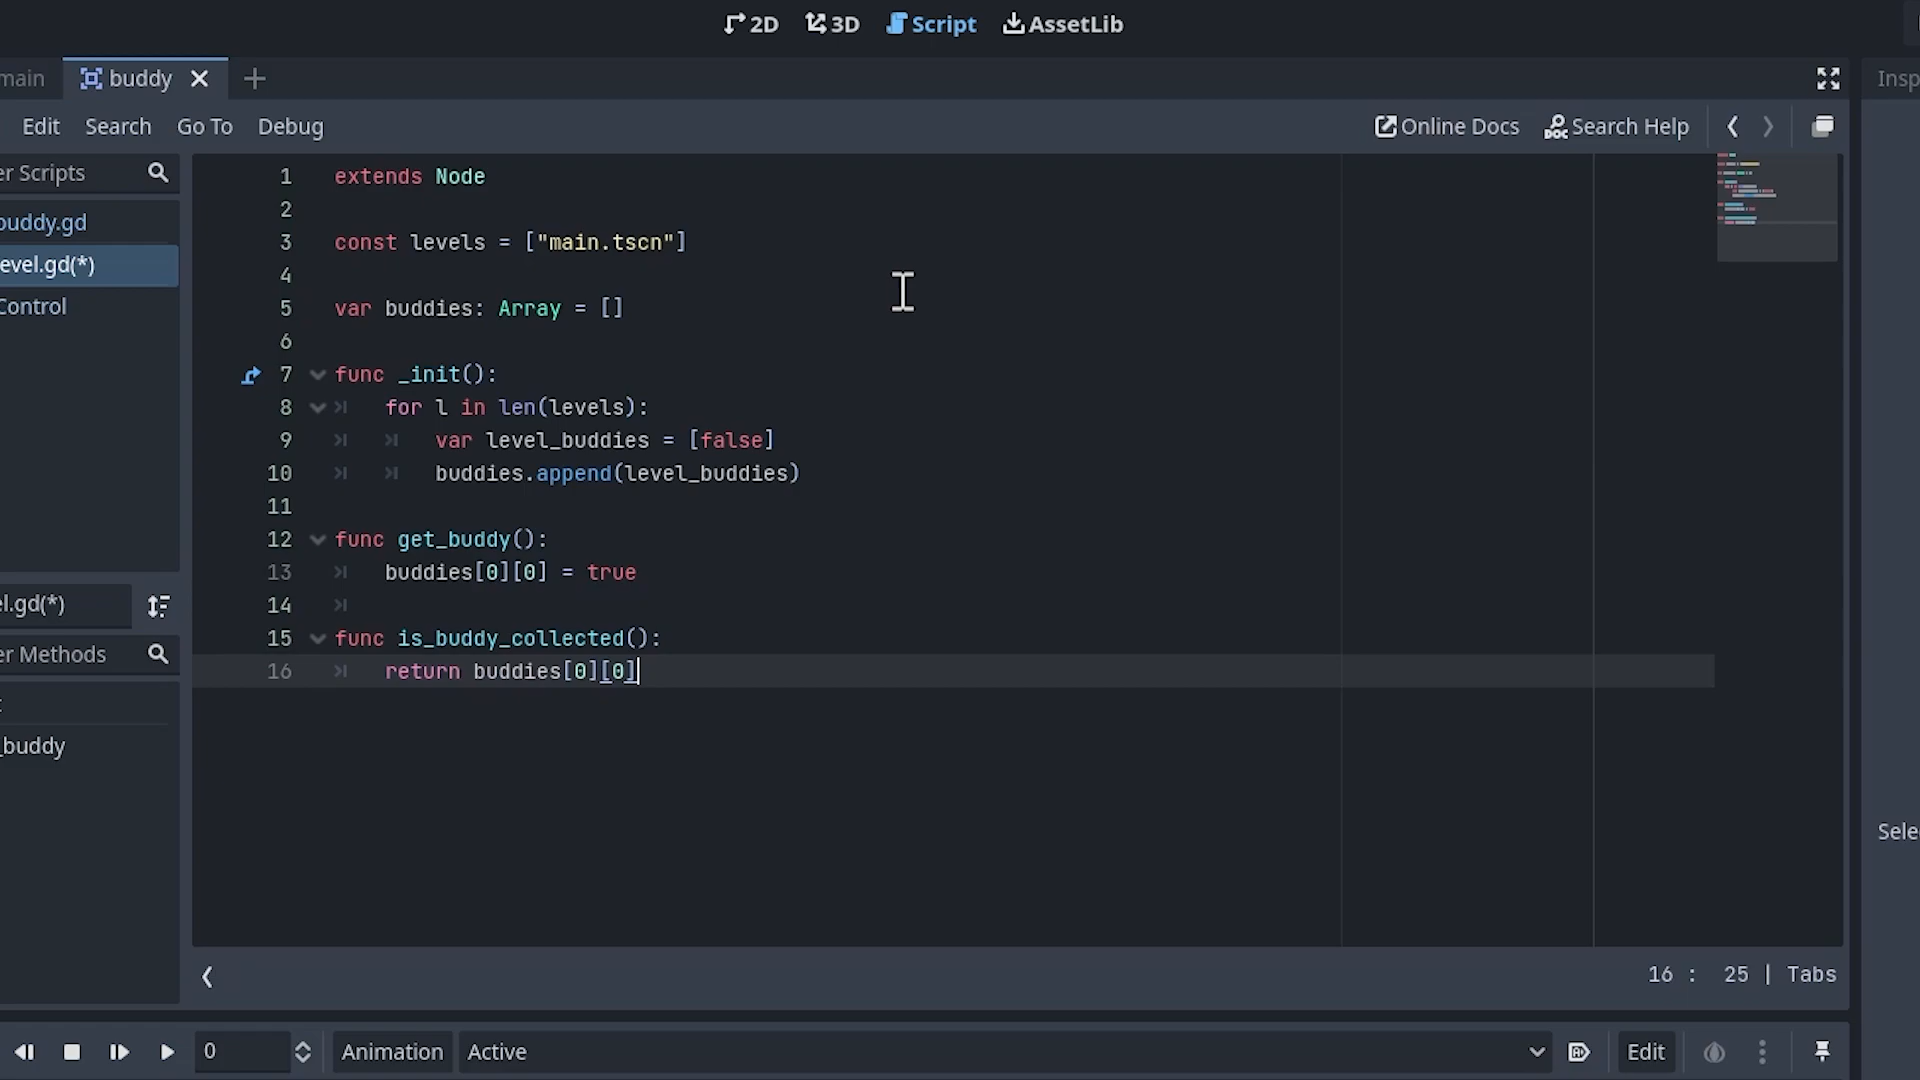 2D 3D Script AssetLib
main buddy
Insp
Edit Search Go To Debug Online Docs Search Help
er Scripts
buddy.gd
evel.gd(*)
Control
l.gd(*)
er Methods
_buddy
1 extends Node
2
3 const levels = ["main.tscn"]
4
5 var buddies: Array = []
6
7 func _init():
8 for l in len(levels):
9 var level_buddies = [false]
10 buddies.append(level_buddies)
11
12 func get_buddy():
13 buddies[0][0] = true
14
15 func is_buddy_collected():
16 return buddies[0][0]
Sele
16 : 25 | Tabs
0 Animation Active Edit